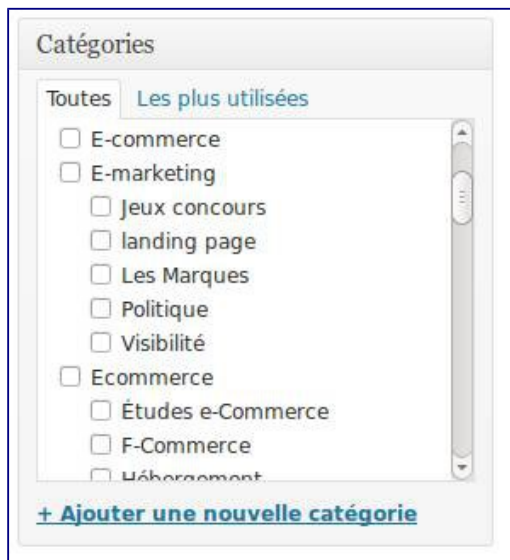 Catégories
Toutes Les plus utilisées
E-commerce
E-marketing
Jeux concours
landing page
Les Marques
Politique
Visibilité
Ecommerce
Études e-Commerce
F-Commerce
Hébergement
+ Ajouter une nouvelle catégorie